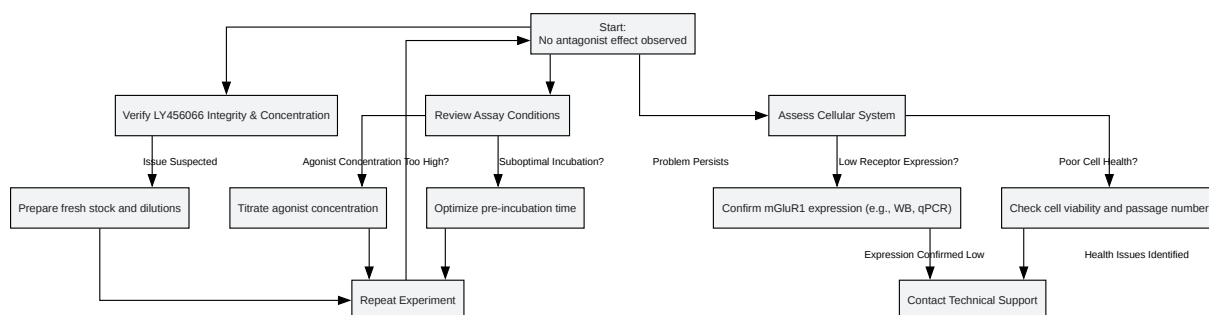 Start:
No antagonist effect observed
Verify LY456066 Integrity & Concentration
Review Assay Conditions
Assess Cellular System
Issue Suspected
Agonist Concentration Too High?
Suboptimal Incubation?
Problem Persists
Low Receptor Expression?
Poor Cell Health?
Prepare fresh stock and dilutions
Titrate agonist concentration
Optimize pre-incubation time
Confirm mGluR1 expression (e.g., WB, qPCR)
Check cell viability and passage number
Expression Confirmed Low
Health Issues Identified
Repeat Experiment
Contact Technical Support